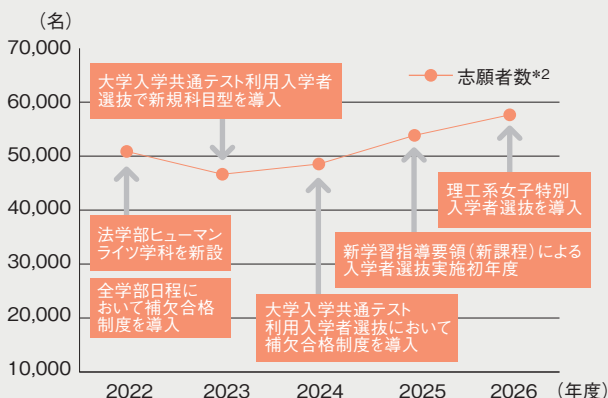 (名)
70,000
60,000
50,000
40,000
30,000
20,000
10,000
大学入学共通テスト利用入学者
選抜で新規科目型を導入
志願者数*2
法学部ヒューマン
ライツ学科を新設
全学部日程に
おいて補欠合格
制度を導入
大学入学共通テスト
利用入学者選抜において
補欠合格制度を導入
新学習指導要領(新課程)による
入学者選抜実施初年度
理工系女子特別
入学者選抜を導入
2022 2023 2024 2025 2026 (年度)